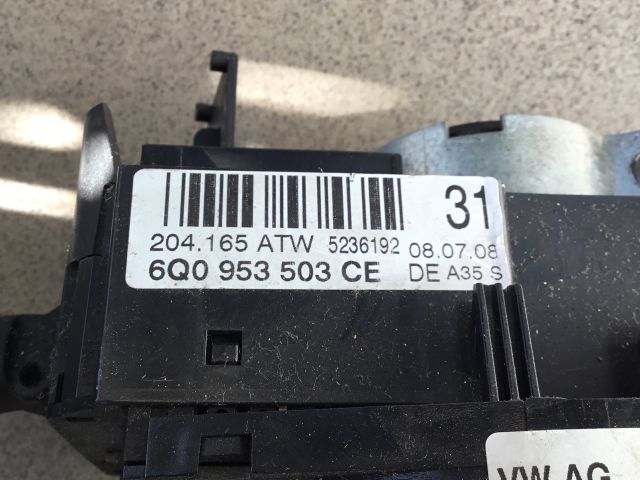 31
204.165 ATW 5236192 08.07.08
6Q0 953 503 CE DE A35 S
VW AG